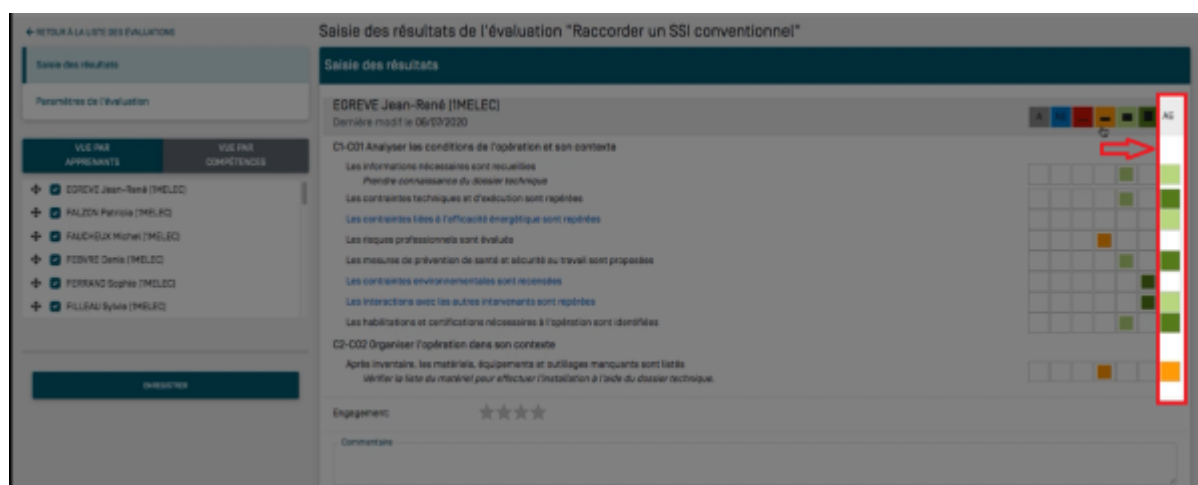 ← RETOUR À LA LISTE DES ÉVALUATIONS
Saisie des résultats de l'évaluation "Raccorder un SSI conventionnel"
Saisie des résultats
Paramètres de l'évaluation
VUE PAR APPRENANTS
VUE PAR COMPÉTENCES
EGREVE Jean-René (1MELEC)
FALZON Patricia (1MELEC)
FAUCHEUX Michel (1MELEC)
FEBVRE Denis (1MELEC)
FERRAND Sophie (1MELEC)
FILLEAU Sylvia (1MELEC)
ENREGISTRER
Saisie des résultats
EGREVE Jean-René (1MELEC)
Dernière modif le 06/07/2020
A
AE
C1-CO1 Analyser les conditions de l'opération et son contexte
Les informations nécessaires sont recueillies
Prendre connaissance du dossier technique
Les contraintes techniques et d'exécution sont repérées
Les contraintes liées à l'efficacité énergétique sont repérées
Les risques professionnels sont évalués
Les mesures de prévention de santé et sécurité au travail sont proposées
Les contraintes environnementales sont recensées
Les interactions avec les autres intervenants sont repérées
Les habilitations et certifications nécessaires à l'opération sont identifiées
C2-CO2 Organiser l'opération dans son contexte
Après inventaire, les matériels, équipements et outillages manquants sont listés
Vérifier la liste du matériel pour effectuer l'installation à l'aide du dossier technique.
Engagement:
Commentaire